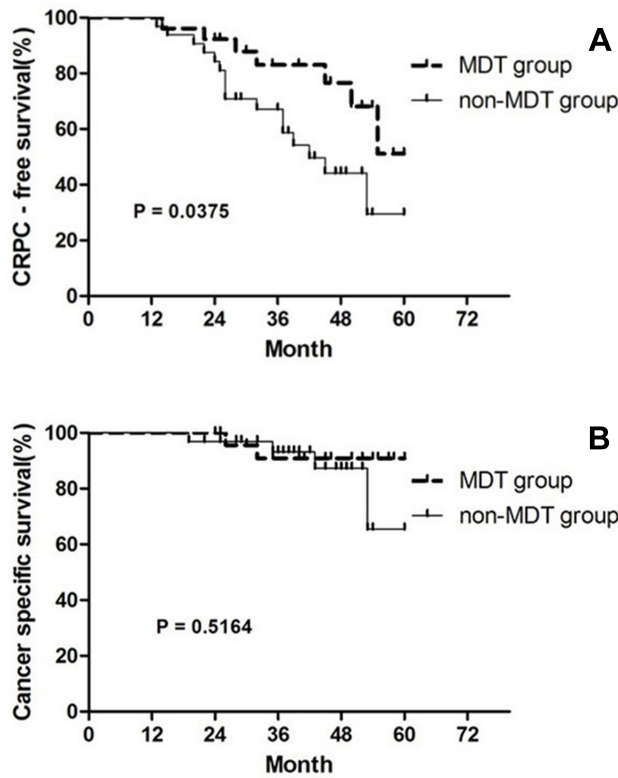 A
100
80
60
40
20
0
CRPC - free survival(%)
MDT group
non-MDT group
P = 0.0375
0 12 24 36 48 60 72
Month
B
100
80
60
40
20
0
Cancer specific survival(%)
MDT group
non-MDT group
P = 0.5164
0 12 24 36 48 60 72
Month